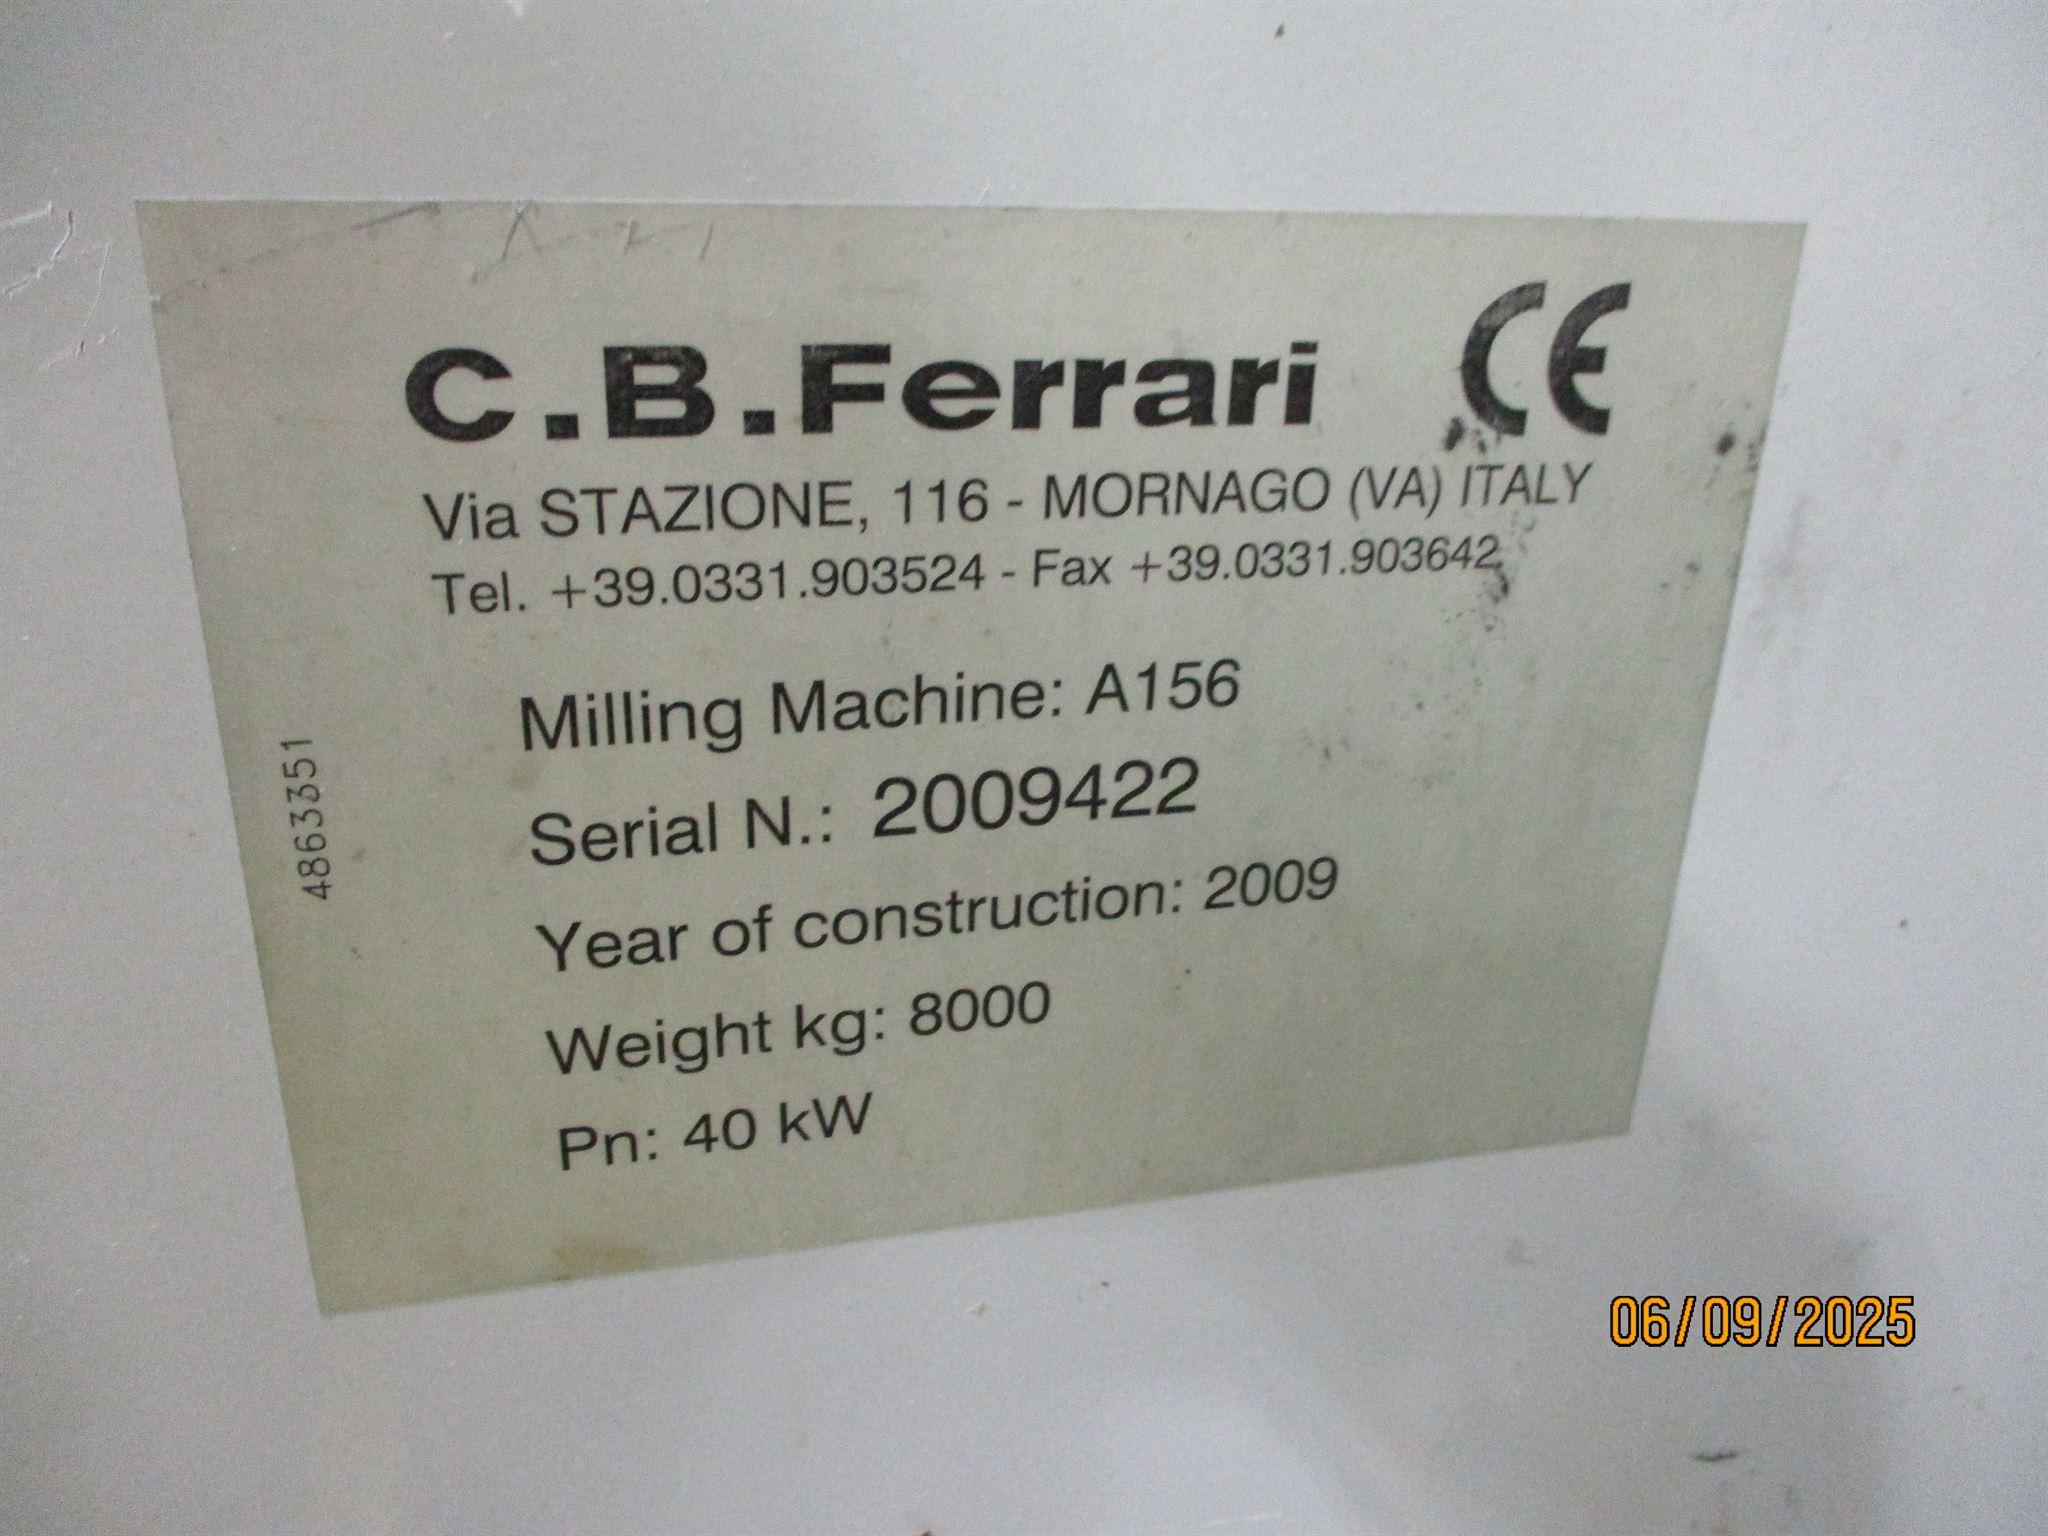 C.B.Ferrari CE
Via STAZIONE, 116 - MORNAGO (VA) ITALY
Tel. +39.0331.903524 - Fax +39.0331.903642
Milling Machine: A156
Serial N.: 2009422
Year of construction: 2009
Weight kg: 8000
Pn: 40 kW
4863351
06/09/2025